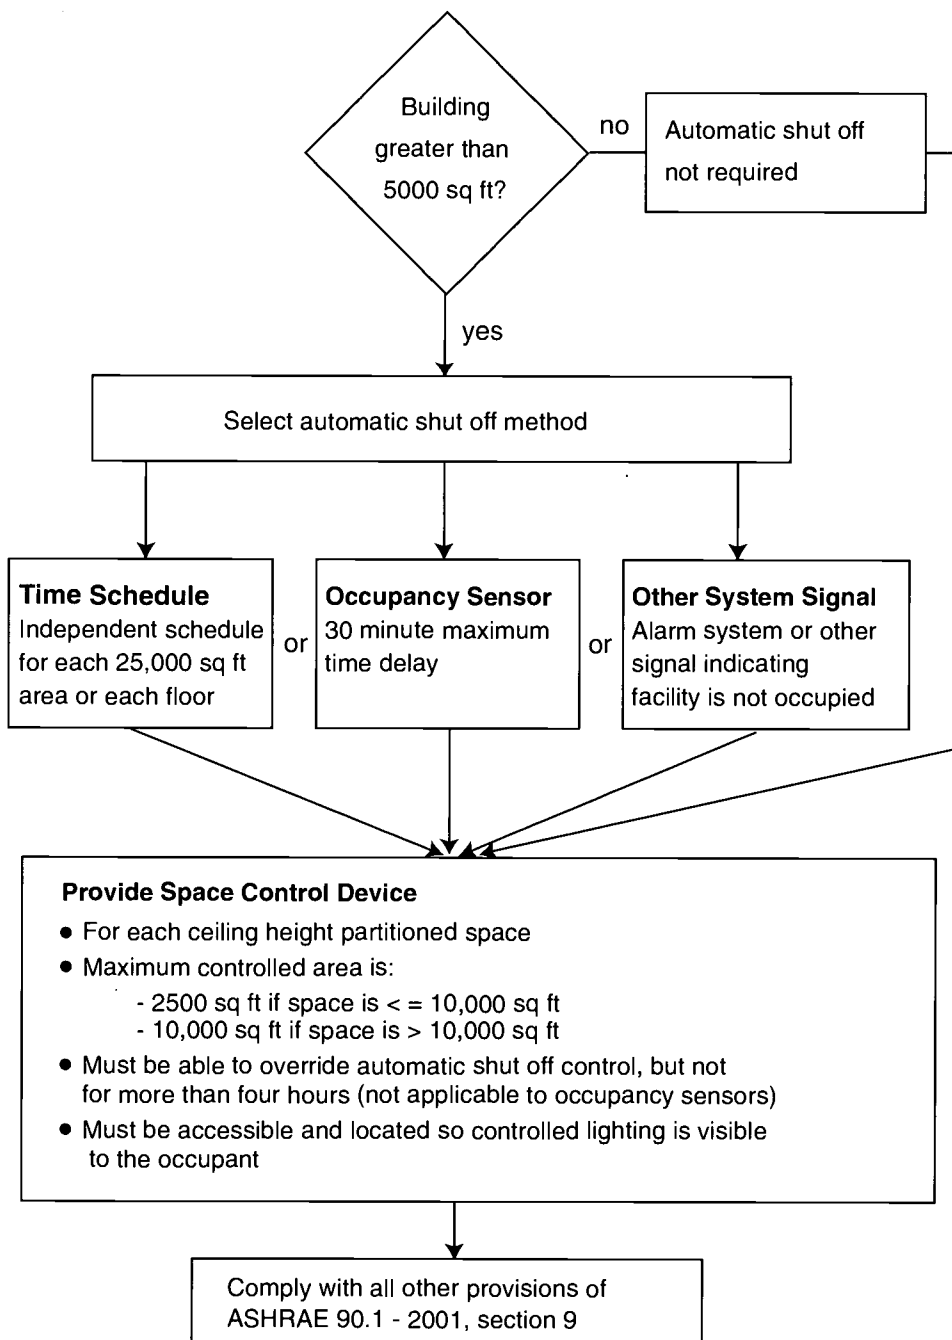 Building
greater than
5000 sq ft?
no
Automatic shut off
not required
yes
Select automatic shut off method
Time Schedule
Independent schedule
for each 25,000 sq ft
area or each floor
or
Occupancy Sensor
30 minute maximum
time delay
or
Other System Signal
Alarm system or other
signal indicating
facility is not occupied
Provide Space Control Device
● For each ceiling height partitioned space
● Maximum controlled area is:
- 2500 sq ft if space is < = 10,000 sq ft
- 10,000 sq ft if space is > 10,000 sq ft
● Must be able to override automatic shut off control, but not
for more than four hours (not applicable to occupancy sensors)
● Must be accessible and located so controlled lighting is visible
to the occupant
Comply with all other provisions of
ASHRAE 90.1 - 2001, section 9